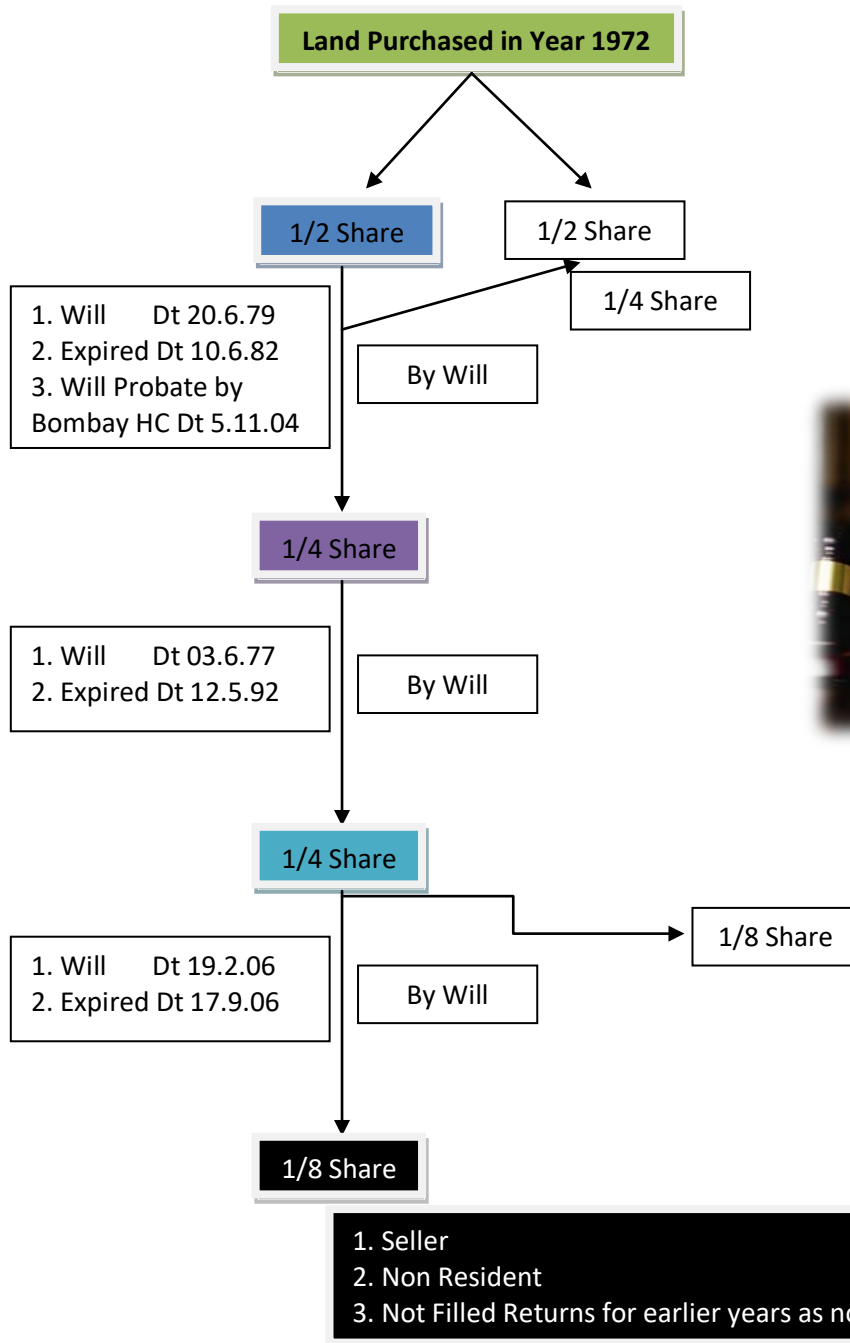 Land Purchased in Year 1972
1/2 Share
1/2 Share
1/4 Share
1. Will Dt 20.6.79
2. Expired Dt 10.6.82
3. Will Probate by
Bombay HC Dt 5.11.04
By Will
1/4 Share
1. Will Dt 03.6.77
2. Expired Dt 12.5.92
By Will
1/4 Share
1/8 Share
1. Will Dt 19.2.06
2. Expired Dt 17.9.06
By Will
1/8 Share
1. Seller
2. Non Resident
3. Not Filled Returns for earlier years as